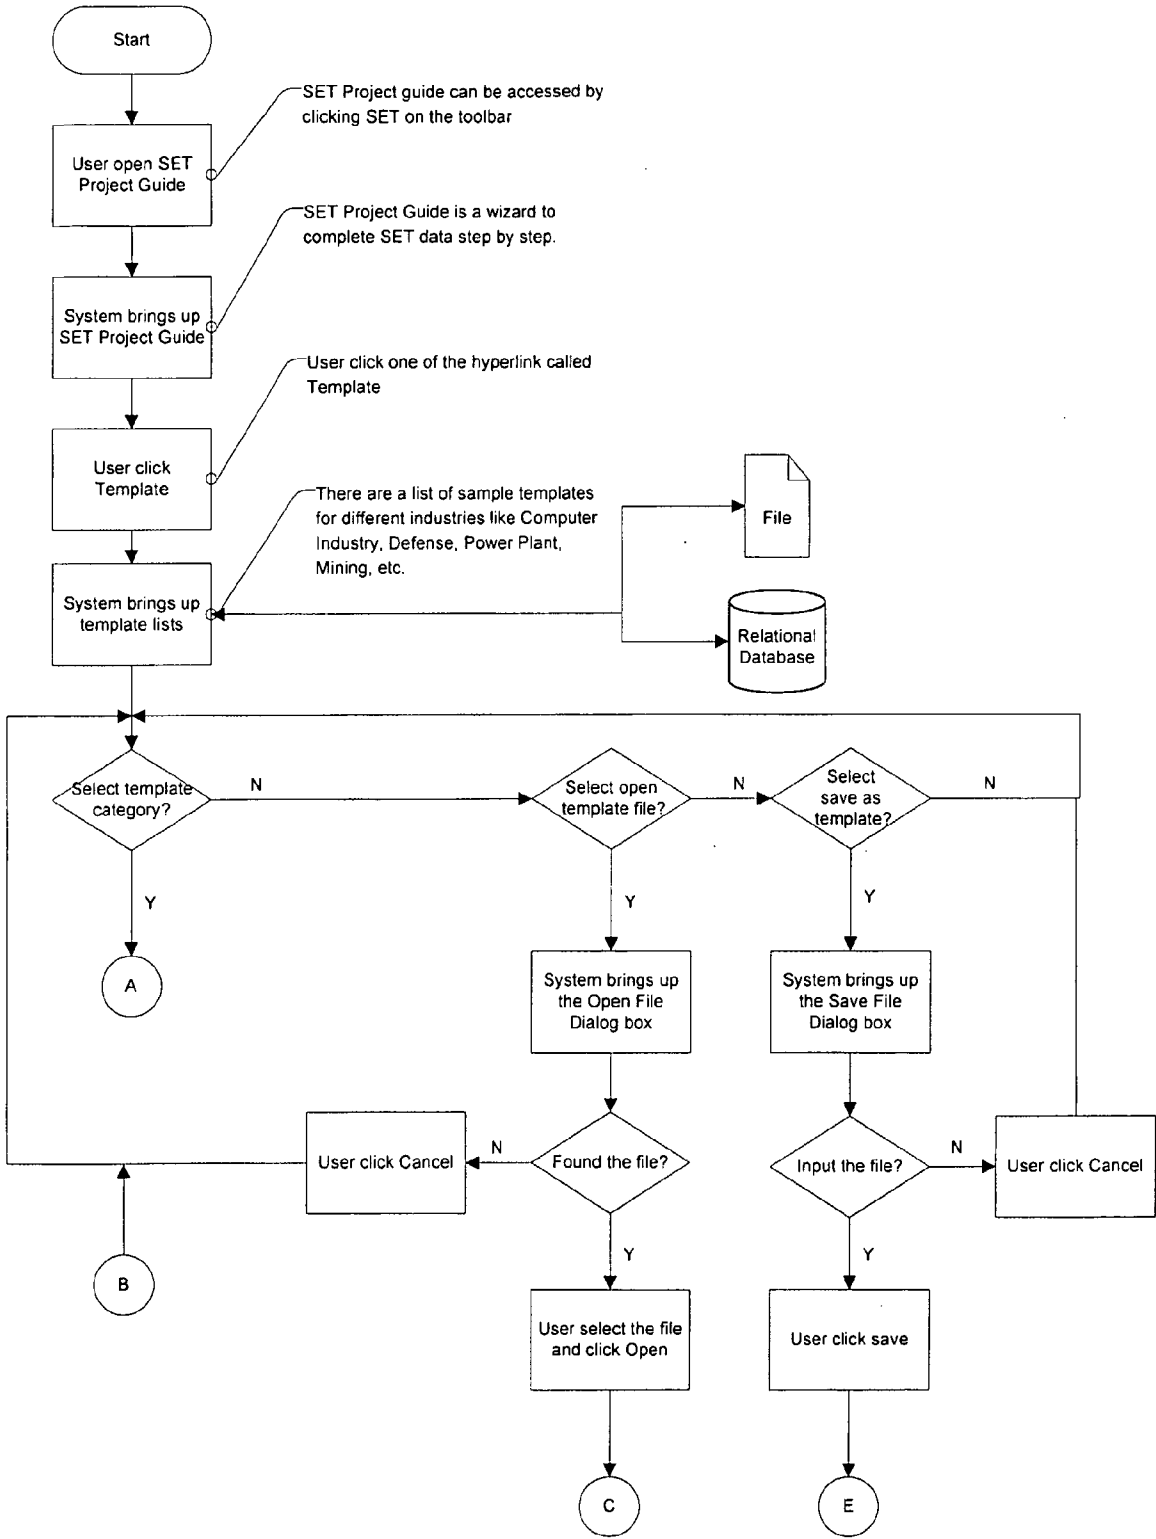 Start
SET Project guide can be accessed by
clicking SET on the toolbar
User open SET
Project Guide
SET Project Guide is a wizard to
complete SET data step by step.
System brings up
SET Project Guide
User click one of the hyperlink called
Template
User click
Template
There are a list of sample templates
for different industries like Computer
Industry, Defense, Power Plant,
Mining, etc.
File
System brings up
template lists
Relational
Database
Select template
category?
N
Select open
template file?
N
Select
save as
template?
N
Y
Y
Y
A
System brings up
the Open File
Dialog box
System brings up
the Save File
Dialog box
User click Cancel
N
Found the file?
Input the file?
N
User click Cancel
B
Y
Y
User select the file
and click Open
User click save
C
E